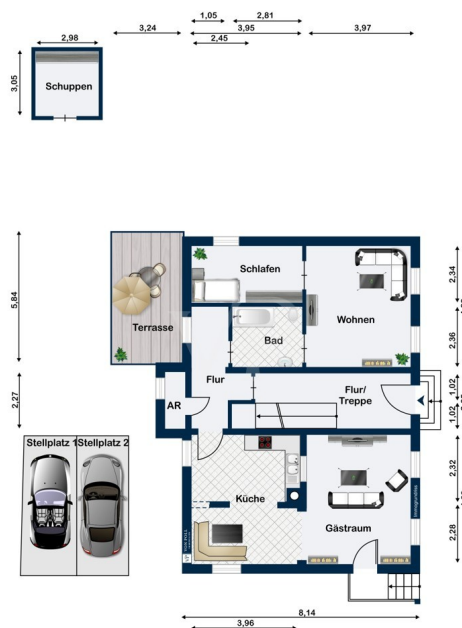 1,05
2,81
3,24
3,95
3,97
2,45
2,98
3,05
Schuppen
5,84
2,34
Schlafen
Wohnen
Terrasse
Bad
2,36
Flur
Flur/
Treppe
2,27
AR
1,02
1,02
Stellplatz 1
Stellplatz 2
Küche
Gästraum
2,32
2,28
8,14
3,96